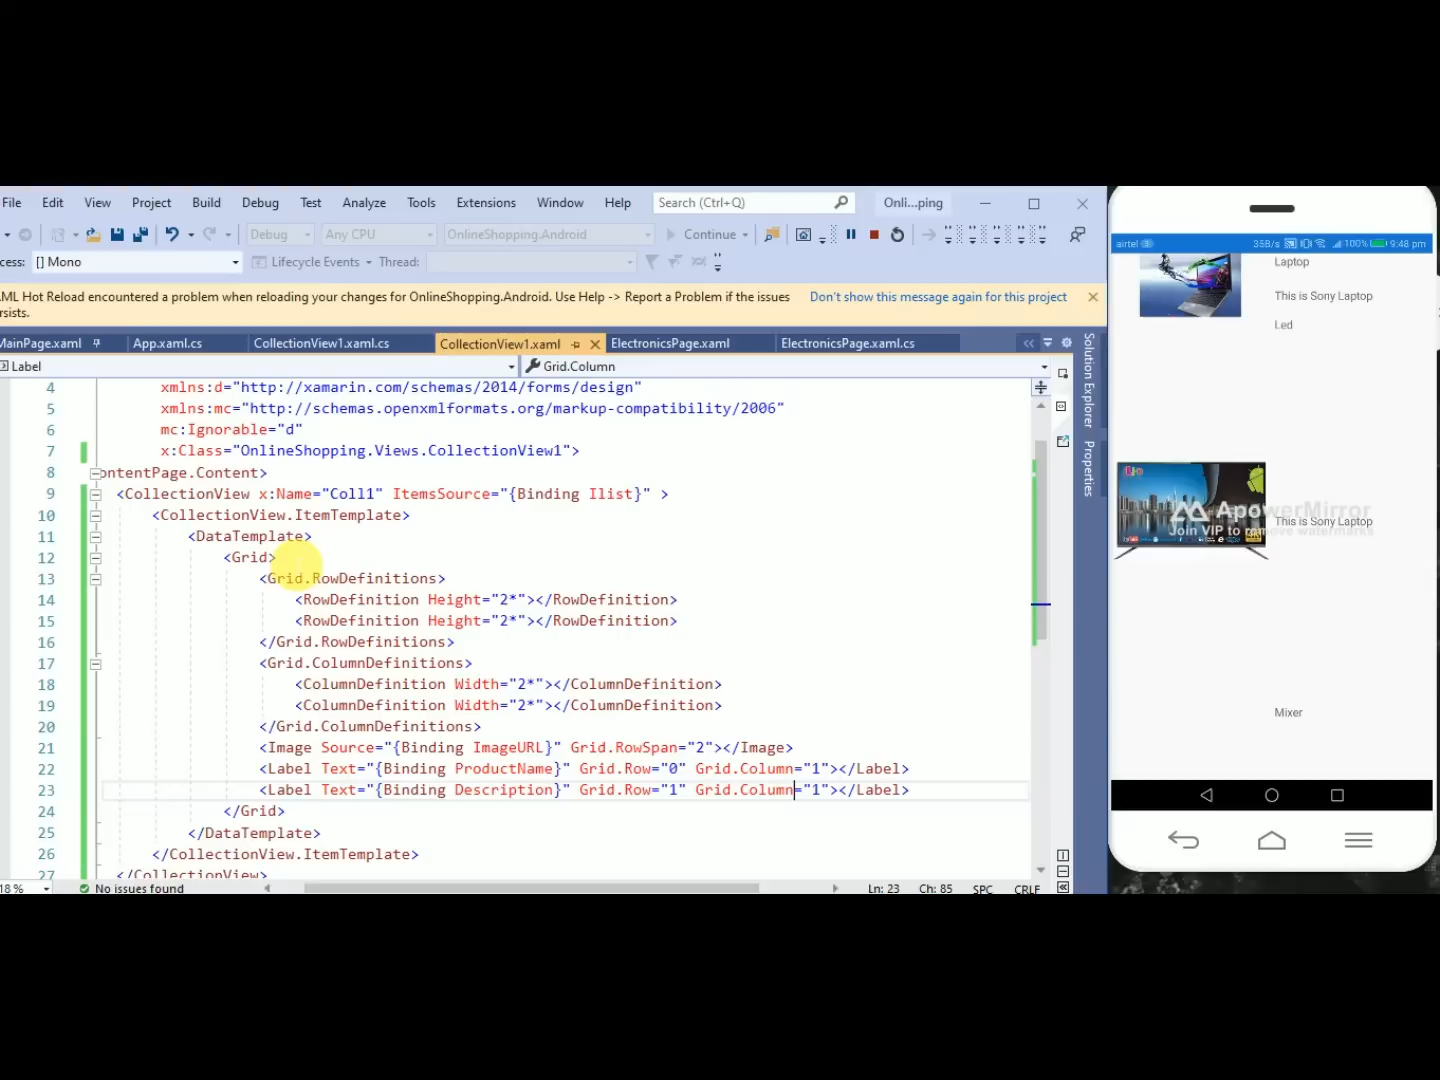 File Edit View Project Build Debug Test Analyze Tools Extensions Window Help Search (Ctrl+Q) Onli...ping
Debug Any CPU OnlineShopping.Android Continue
cess: [] Mono Lifecycle Events Thread:
AML Hot Reload encountered a problem when reloading your changes for OnlineShopping.Android. Use Help -> Report a Problem if the issues
rsists.
Don't show this message again for this project
MainPage.xaml App.xaml.cs CollectionView1.xaml.cs CollectionView1.xaml ElectronicsPage.xaml ElectronicsPage.xaml.cs
Label Grid.Column
4 xmlns:d="http://xamarin.com/schemas/2014/forms/design"
5 xmlns:mc="http://schemas.openxmlformats.org/markup-compatibility/2006"
6 mc:Ignorable="d"
7 x:Class="OnlineShopping.Views.CollectionView1">
8 ontentPage.Content>
9 <CollectionView x:Name="Coll1" ItemsSource="{Binding Ilist}" >
10 <CollectionView.ItemTemplate>
11 <DataTemplate>
12 <Grid>
13 <Grid.RowDefinitions>
14 <RowDefinition Height="2*"></RowDefinition>
15 <RowDefinition Height="2*"></RowDefinition>
16 </Grid.RowDefinitions>
17 <Grid.ColumnDefinitions>
18 <ColumnDefinition Width="2*"></ColumnDefinition>
19 <ColumnDefinition Width="2*"></ColumnDefinition>
20 </Grid.ColumnDefinitions>
21 <Image Source="{Binding ImageURL}" Grid.RowSpan="2"></Image>
22 <Label Text="{Binding ProductName}" Grid.Row="0" Grid.Column="1"></Label>
23 <Label Text="{Binding Description}" Grid.Row="1" Grid.Column="1"></Label>
24 </Grid>
25 </DataTemplate>
26 </CollectionView.ItemTemplate>
27 </CollectionView>
18 % No issues found Ln: 23 Ch: 85 SPC CRLF
Solution Explorer
Properties
airtel 35B/s 100% 9:48 pm
Laptop
This is Sony Laptop
Led
ApowerMirror
This is Sony Laptop
Join VIP to remove watermarks
Mixer